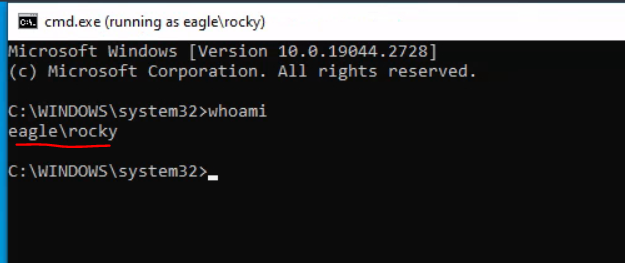 cmd.exe (running as eagle\rocky)
Microsoft Windows [Version 10.0.19044.2728]
(c) Microsoft Corporation. All rights reserved.
C:\WINDOWS\system32>whoami
eagle\rocky
C:\WINDOWS\system32>